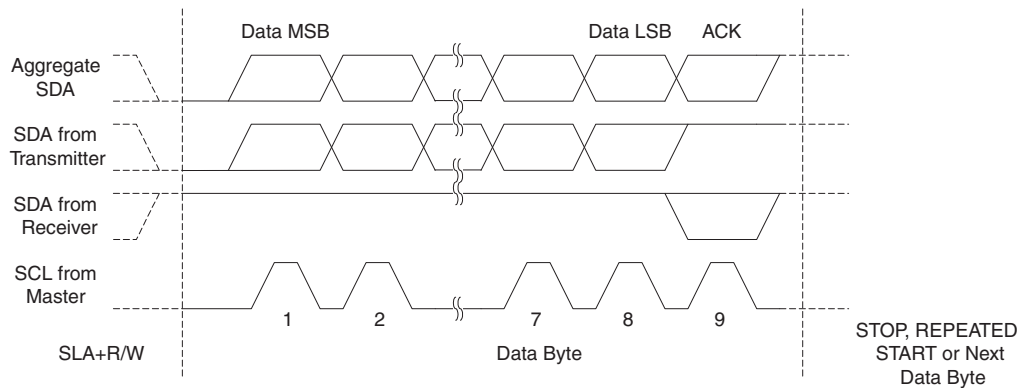 Data MSB
Data LSB
ACK
Aggregate
SDA
SDA from
Transmitter
SDA from
Receiver
SCL from
Master
1
2
7
8
9
SLA+R/W
Data Byte
STOP, REPEATED
START or Next
Data Byte